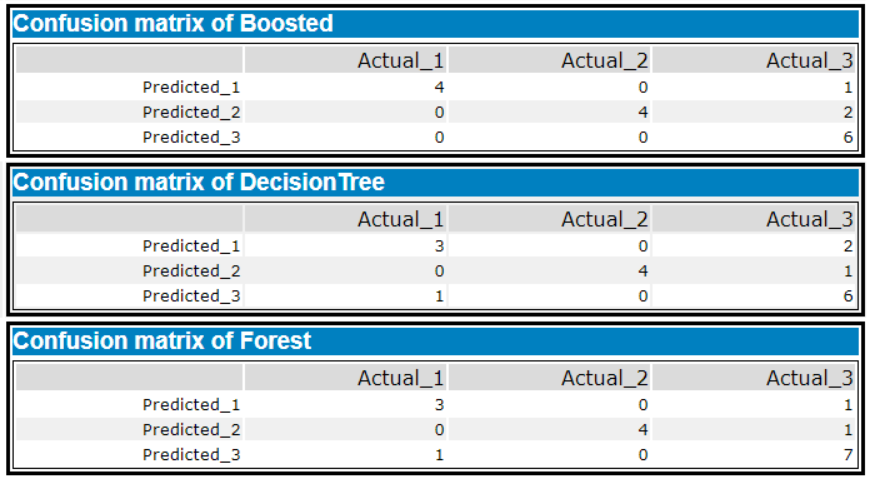 Confusion matrix of Boosted
Actual_1 Actual_2 Actual_3
Predicted_1 4 0 1
Predicted_2 0 4 2
Predicted_3 0 0 6
Confusion matrix of DecisionTree
Actual_1 Actual_2 Actual_3
Predicted_1 3 0 2
Predicted_2 0 4 1
Predicted_3 1 0 6
Confusion matrix of Forest
Actual_1 Actual_2 Actual_3
Predicted_1 3 0 1
Predicted_2 0 4 1
Predicted_3 1 0 7